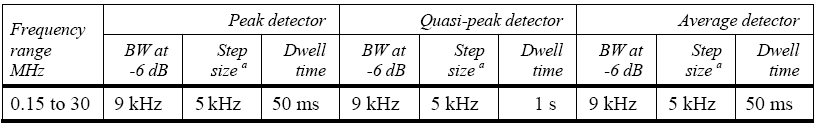 Frequency range MHz Peak detector Quasi-peak detector Average detector
BW at -6 dB Step size a Dwell time BW at -6 dB Step size a Dwell time BW at -6 dB Step size a Dwell time
0.15 to 30 9 kHz 5 kHz 50 ms 9 kHz 5 kHz 1 s 9 kHz 5 kHz 50 ms